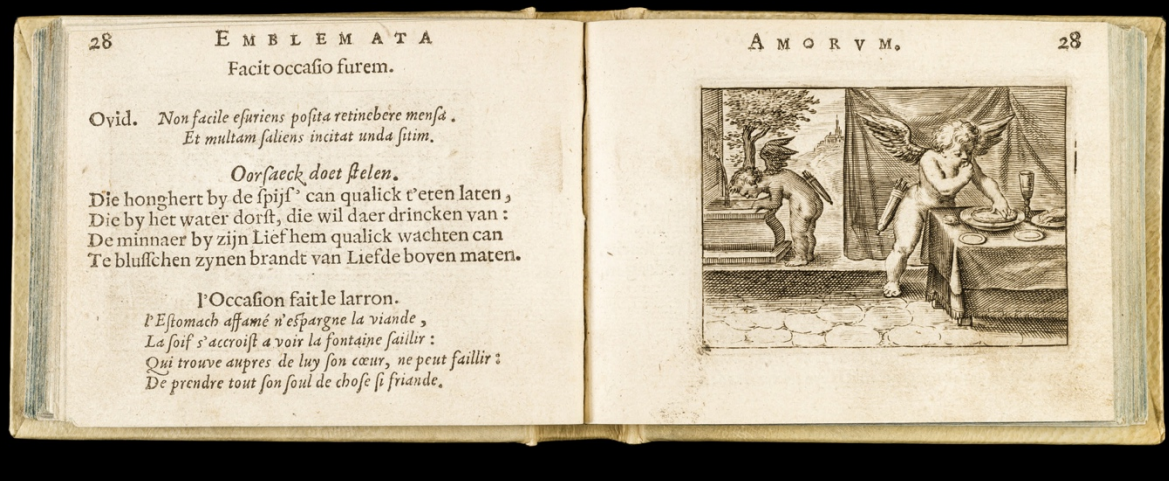 28 EMBLEMATA
Facit occaſio furem.
Ovid. Non facile eſuriens poſita retinebere menſa.
Et multam ſaliens incitat unda ſitim.
Oorſaeck doet ſtelen.
Die honghert by de ſpijſ' can qualick t'eten laten,
Die by het water dorſt, die wil daer drincken van:
De minnaer by zijn Lief hem qualick wachten can
Te bluſſchen zynen brandt van Liefde boven maten.
l'Occaſion fait le larron.
l'Eſtomach affamé n'eſpargne la viande,
La ſoif s'accroiſt a voir la fontaine ſaillir:
Qui trouve aupres de luy ſon cœur, ne peut faillir:
De prendre tout ſon ſoul de choſe ſi friande.
AMORVM. 28